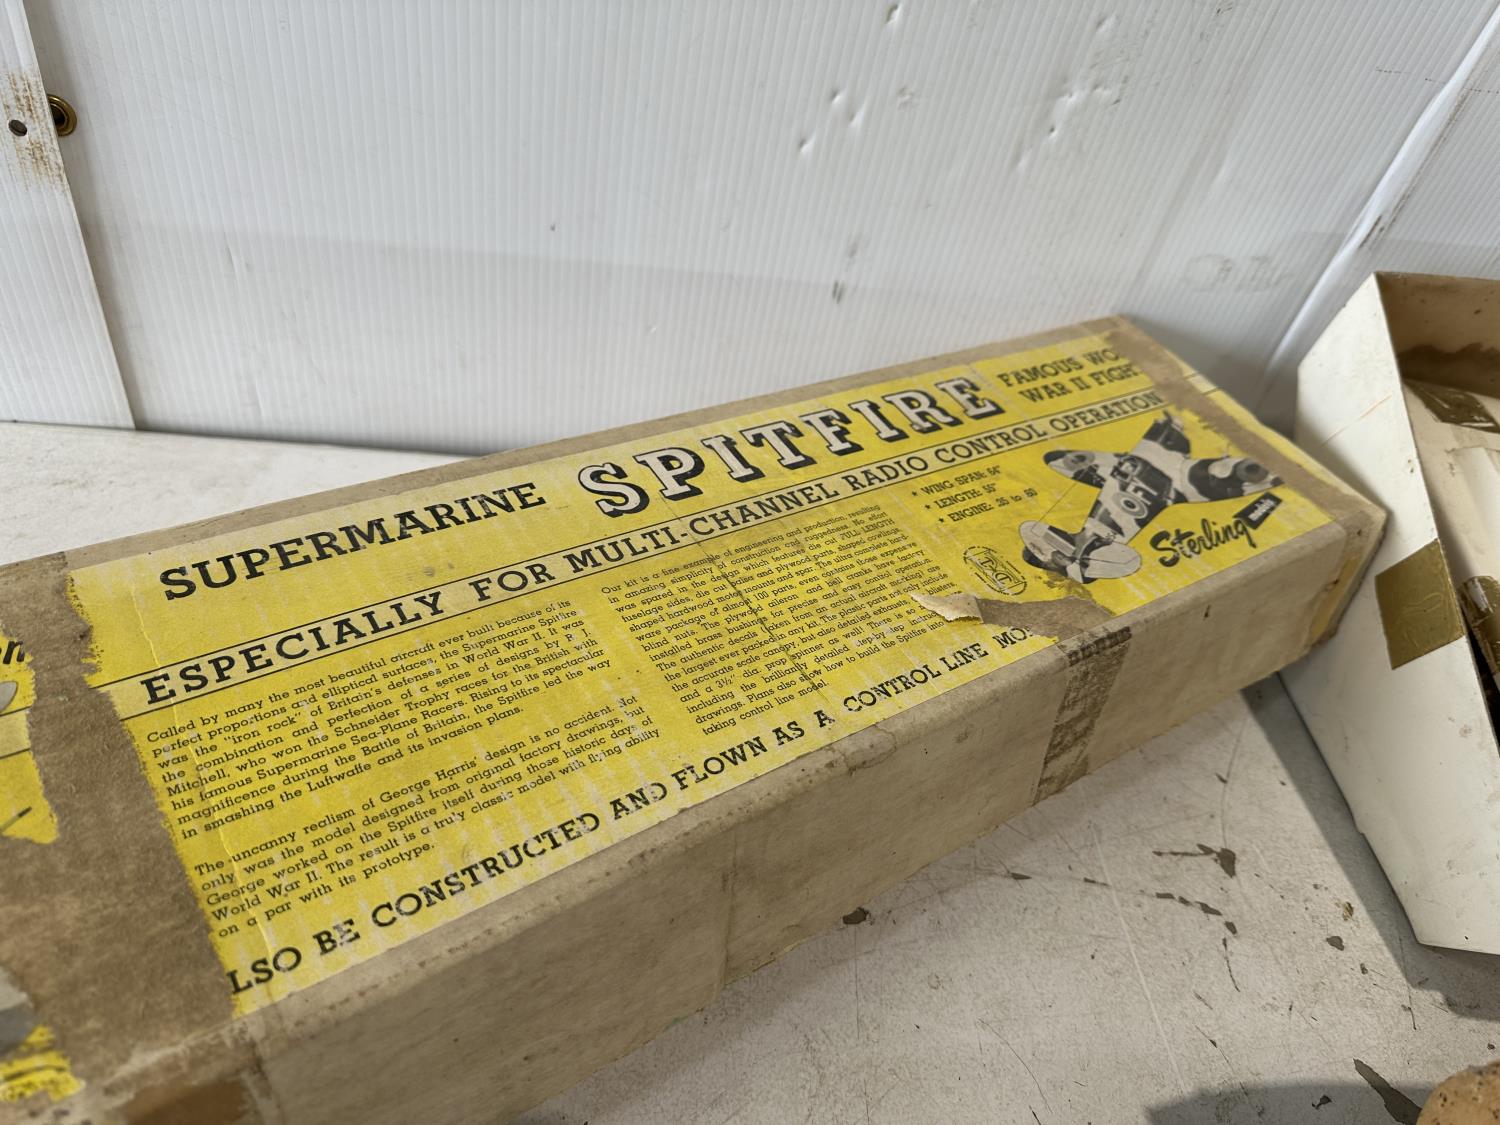 SUPERMARINE SPITFIRE
FAMOUS WO
WAR II FIGHT
ESPECIALLY FOR MULTI-CHANNEL RADIO CONTROL OPERATION
Called by many the most beautiful aircraft ever built because of its
perfect proportions and elliptical surfaces, the Supermarine Spitfire
was the "iron rock" of Britain's defenses in World War II. It was
the combination and perfection of a series of designs by R. J.
Mitchell, who won the Schneider Trophy races for the British with
his famous Supermarine Sea-Plane Racers. Rising to its spectacular
magnificence during the Battle of Britain, the Spitfire led the way
in smashing the Luftwaffe and its invasion plans.
The uncanny realism of George Harris' design is no accident. Not
only was the model designed from original factory drawings, but
George worked on the Spitfire itself during those historic days of
World War II. The result is a truly classic model with flying ability
on a par with its prototype.
Our kit is a fine example of engineering and production, resulting
in amazing simplicity of construction and ruggedness. No effort
was spared in the design which features die cut FULL LENGTH
fuselage sides, die cut balsa and plywood parts, shaped cowlings,
shaped hardwood motor mounts and spar. The ultra complete hard-
ware package of almost 100 parts, even contains those expensive
blind nuts. The plywood aileron and bell cranks have factory
installed brass bushings for precise and easy control operation.
The authentic decals (taken from an actual aircraft marking) are
the largest ever packed in any kit. The plastic parts not only include
the accurate scale canopy, but also detailed exhausts, blisters,
and a 3½" dia. prop spinner as well! There is so
including the brilliantly detailed step-by-step instruct
drawings. Plans also show how to build the Spitfire into
taking control line model.
* WING SPAN: 64"
* LENGTH: 55"
* ENGINE: 35 to 60
Sterling
models
LSO BE CONSTRUCTED AND FLOWN AS A CONTROL LINE MO